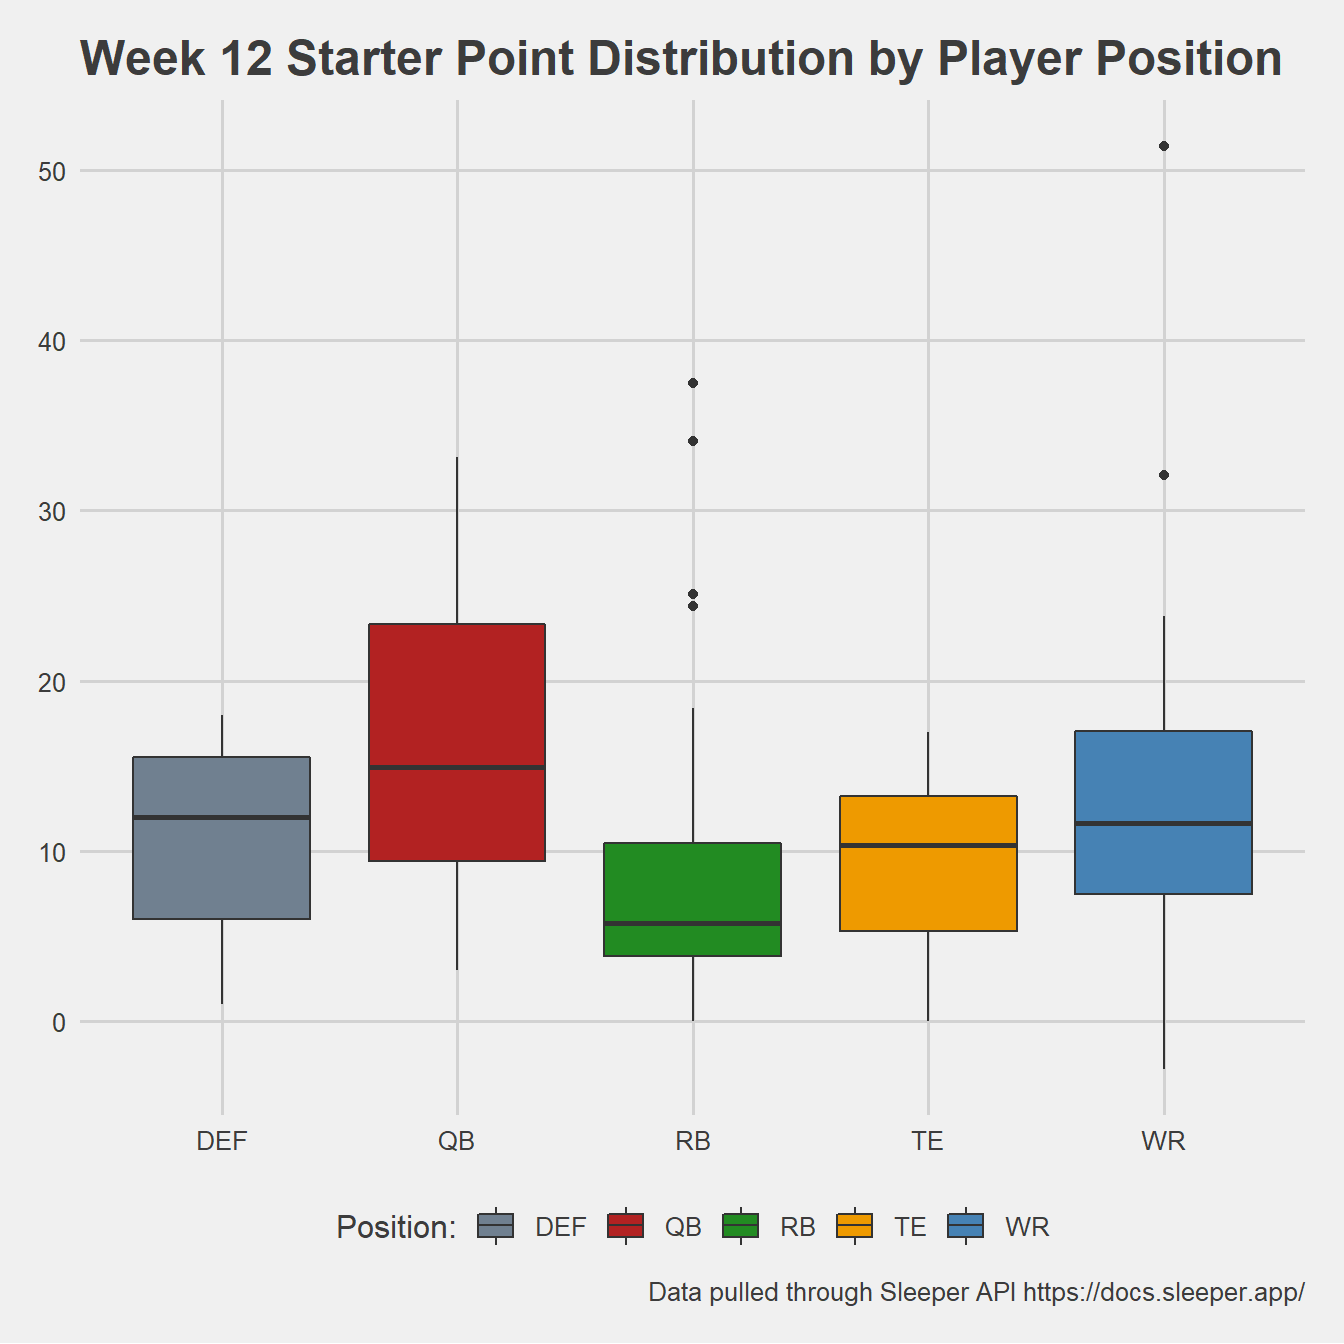 Week 12 Starter Point Distribution by Player Position
50
40
30
20
10
0
DEF QB RB TE WR
Position: DEF QB RB TE WR
Data pulled through Sleeper API https://docs.sleeper.app/